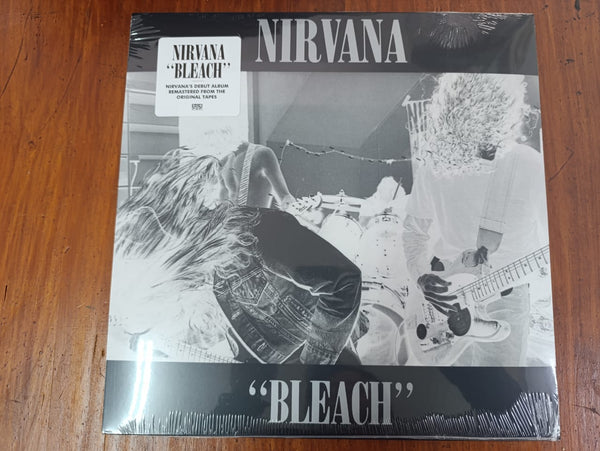 NIRVANA
NIRVANA
“BLEACH”
NIRVANA'S DEBUT ALBUM
REMASTERED FROM THE
ORIGINAL TAPES
“BLEACH”